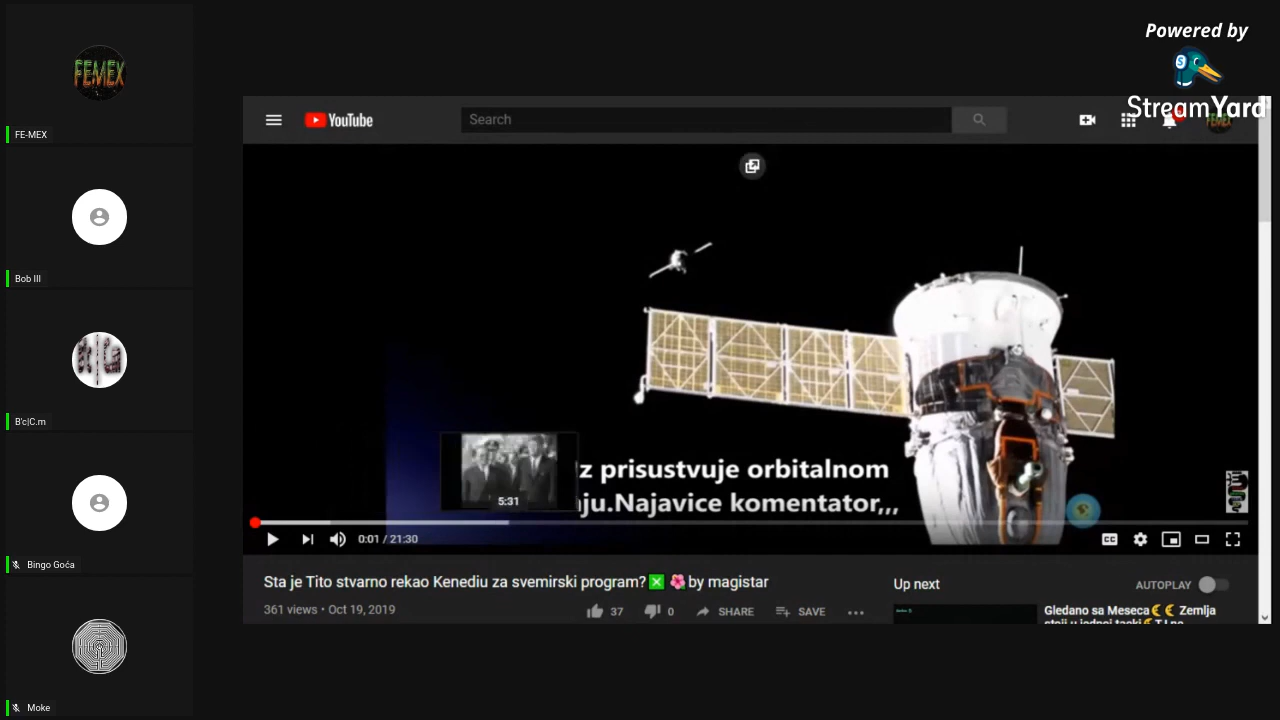 Powered by
StreamYard
FEMEX
FE-MEX
Bob III
B'c|C.m
Bingo Goća
Moke
YouTube
Search
z prisustvuje orbitalnom
ju.Najavice komentator,,,
5:31
0:01 / 21:30
CC
Sta je Tito stvarno rekao Kenediu za svemirski program?❎ 🌺 by magistar
361 views • Oct 19, 2019
37
0
SHARE
SAVE
Up next
AUTOPLAY
Gledano sa Meseca🌜🌜 Zemlja